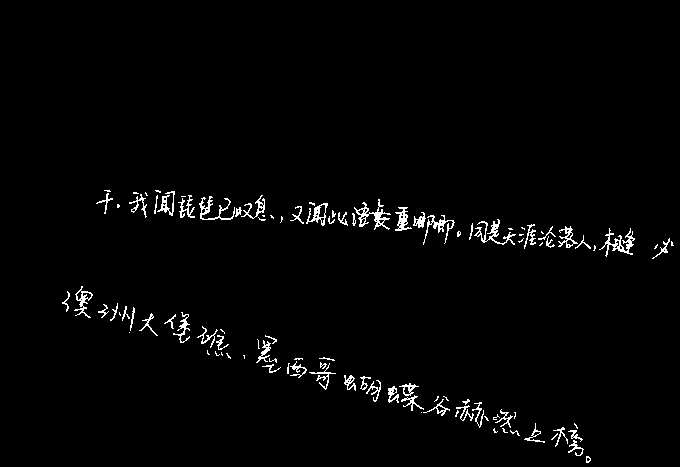 干。我闻琵琶已叹息，又闻此语重唧唧。同是天涯沦落人，相逢 必
澳洲大堡礁、墨西哥蝴蝶谷赫然上榜。